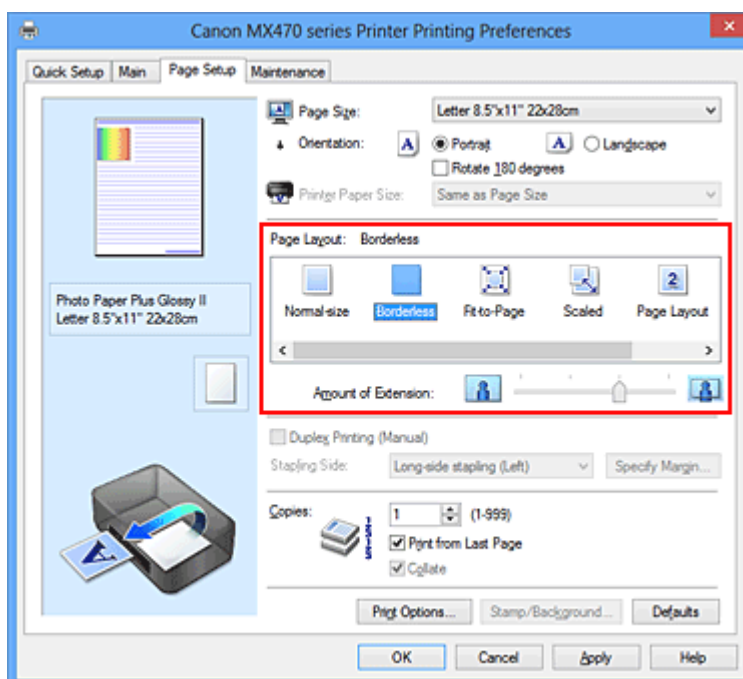 Canon MX470 series Printer Printing Preferences
Quick Setup Main Page Setup Maintenance
Page Size: Letter 8.5"x11" 22x28cm
Orientation: A Portrait A Landscape
Rotate 180 degrees
Printer Paper Size: Same as Page Size
Page Layout: Borderless
2
Normal-size Borderless Fit-to-Page Scaled Page Layout
Amount of Extension:
Photo Paper Plus Glossy II
Letter 8.5"x11" 22x28cm
Duplex Printing (Manual)
Stapling Side: Long-side stapling (Left) Specify Margin...
Copies: 1 (1-999)
Print from Last Page
Collate
A
Print Options... Stamp/Background... Defaults
OK Cancel Apply Help